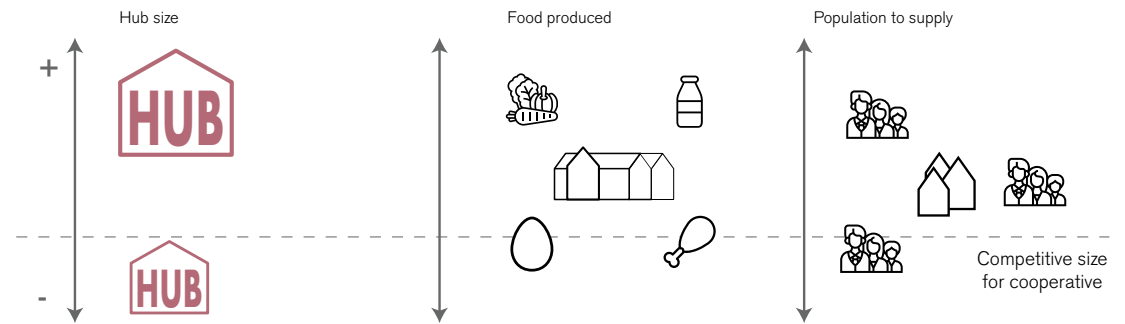 Hub size
Food produced
Population to supply
+
HUB
-
HUB
Competitive size
for cooperative